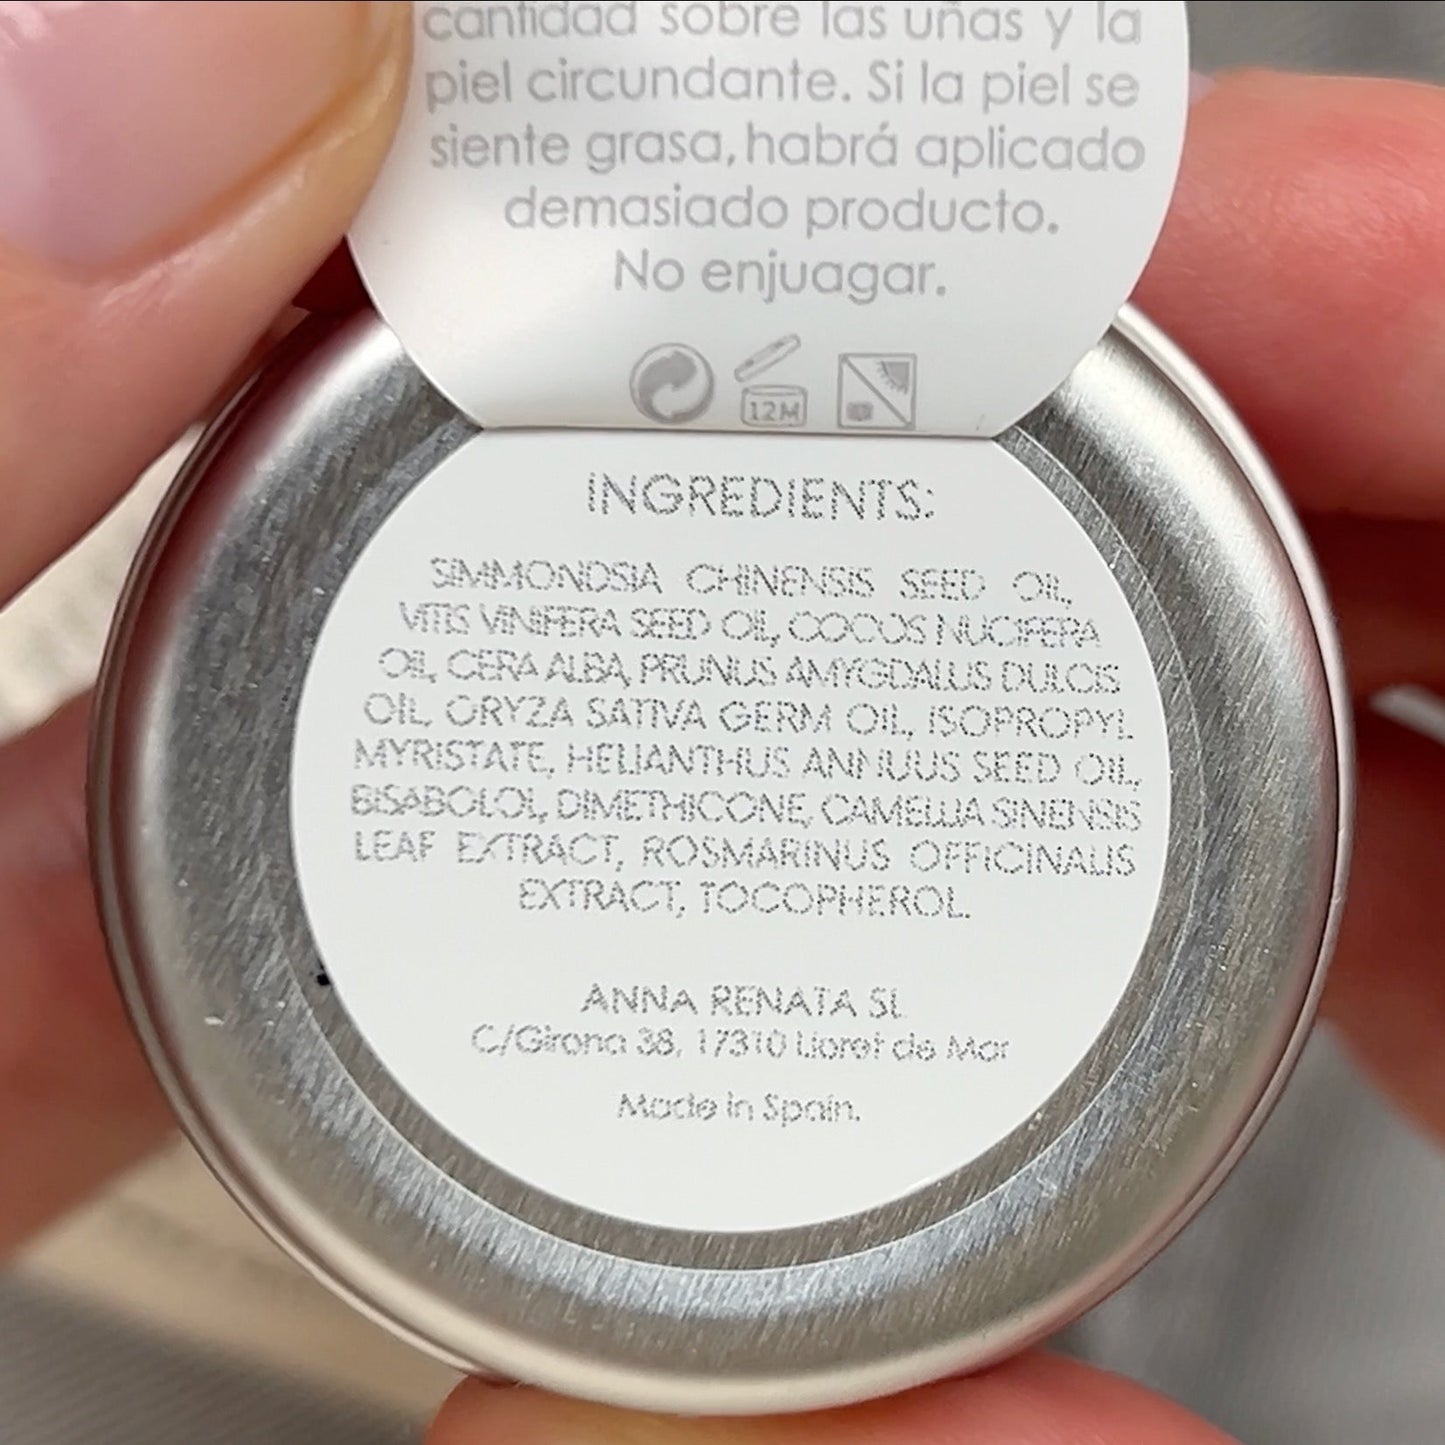 cantidad sobre las uñas y la
piel circundante. Si la piel se
siente grasa, habrá aplicado
demasiado producto.
No enjuagar.
12M
INGREDIENTS:
SIMMONDSIA CHINENSIS SEED OIL,
VITIS VINIFERA SEED OIL, COCOS NUCIFERA
OIL, CERA ALBA, PRUNUS AMYGDALUS DULCIS
OIL, ORYZA SATIVA GERM OIL, ISOPROPYL
MYRISTATE, HELIANTHUS ANNUUS SEED OIL,
BISABOLOL, DIMETHICONE, CAMELLIA SINENSIS
LEAF EXTRACT, ROSMARINUS OFFICINALIS
EXTRACT, TOCOPHEROL.
ANNA RENATA SL
C/Girona 38, 17310 Lloret de Mar
Made in Spain.